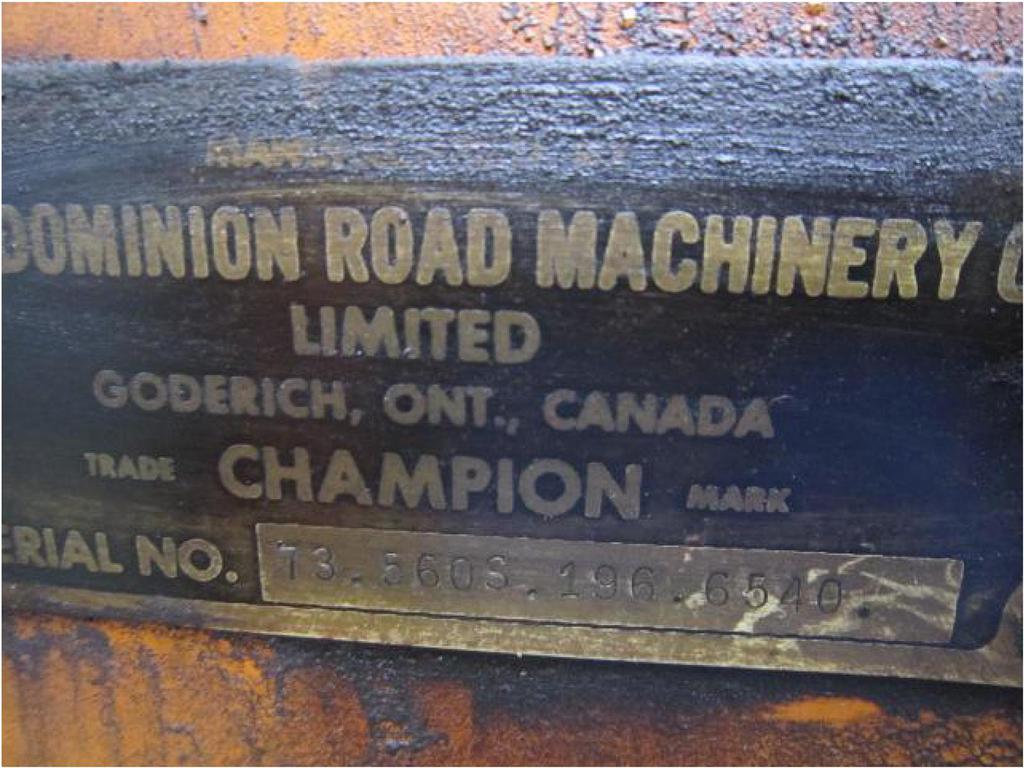 DOMINION ROAD MACHINERY C
LIMITED
GODERICH, ONT., CANADA
TRADE CHAMPION MARK
ERIAL NO. 73.560S.196.6540.